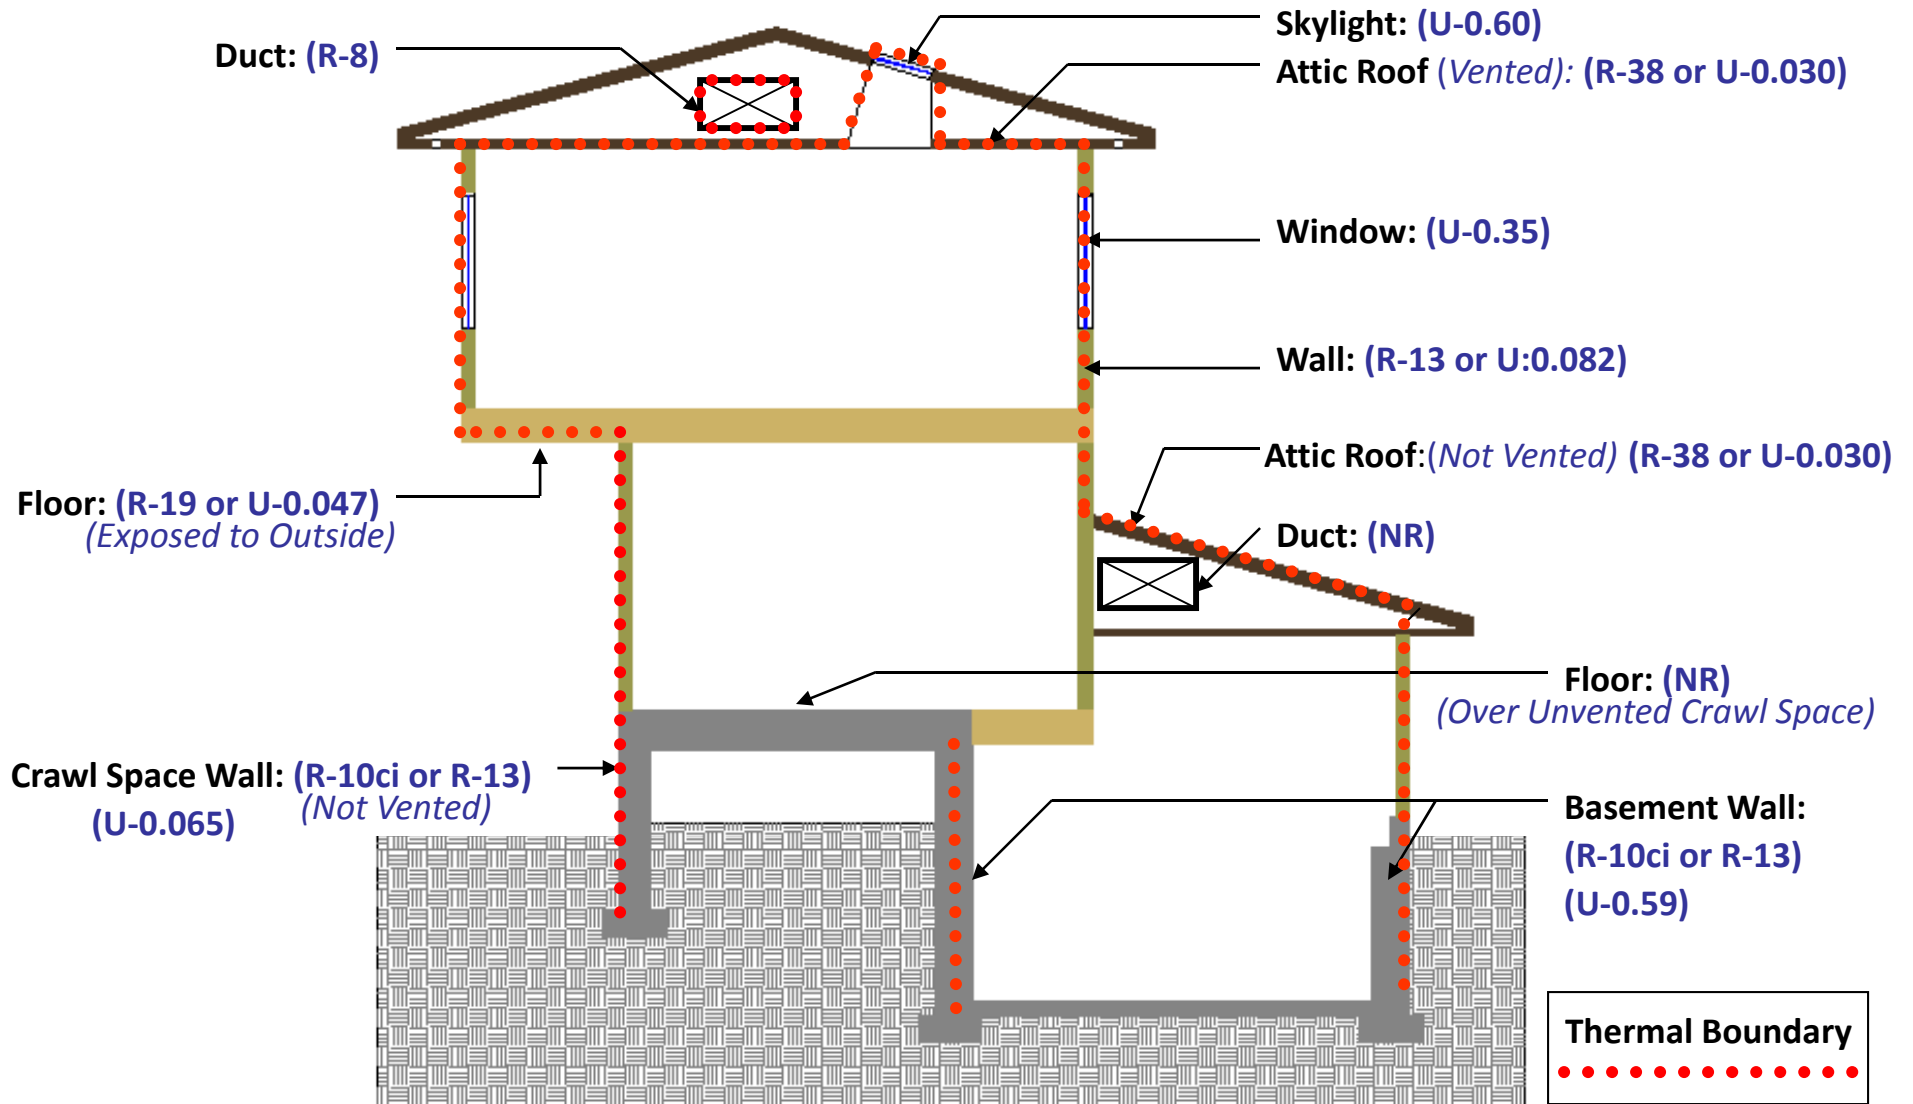 Duct: (R-8)
Skylight: (U-0.60)
Attic Roof (Vented): (R-38 or U-0.030)
Window: (U-0.35)
Wall: (R-13 or U:0.082)
Attic Roof:(Not Vented) (R-38 or U-0.030)
Floor: (R-19 or U-0.047)
(Exposed to Outside)
Duct: (NR)
Floor: (NR)
(Over Unvented Crawl Space)
Crawl Space Wall: (R-10ci or R-13)
(Not Vented)
(U-0.065)
Basement Wall:
(R-10ci or R-13)
(U-0.59)
Thermal Boundary